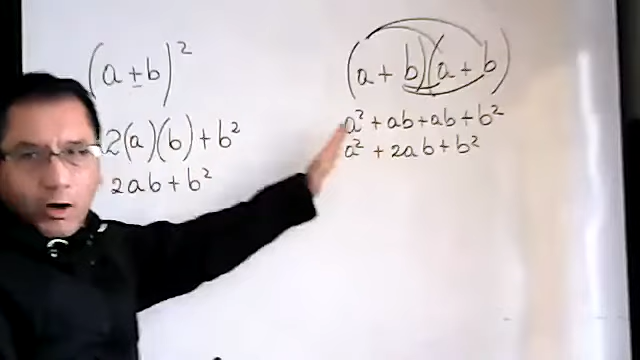 (a + b)²
2(a)(b) + b²
2ab + b²
(a + b)(a + b)
a² + ab + ab + b²
a² + 2ab + b²